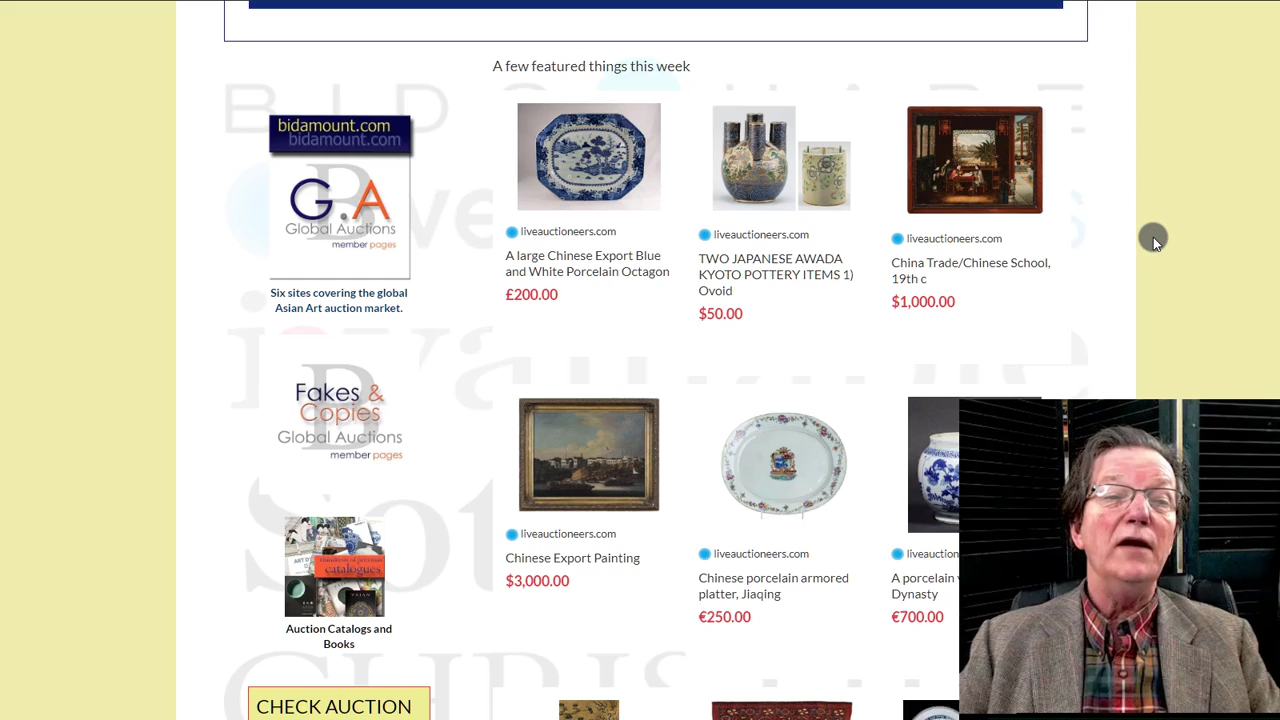 A few featured things this week
bidamount.com
bidamount.com
G.A
Global Auctions
member pages
Six sites covering the global
Asian Art auction market.
Fakes &
Copies
Global Auctions
member pages
Auction Catalogs and
Books
CHECK AUCTION
liveauctioneers.com
A large Chinese Export Blue
and White Porcelain Octagon
£200.00
liveauctioneers.com
TWO JAPANESE AWADA
KYOTO POTTERY ITEMS 1)
Ovoid
$50.00
liveauctioneers.com
China Trade/Chinese School,
19th c
$1,000.00
liveauctioneers.com
Chinese Export Painting
$3,000.00
liveauctioneers.com
Chinese porcelain armored
platter, Jiaqing
€250.00
liveauction
A porcelain
Dynasty
€700.00